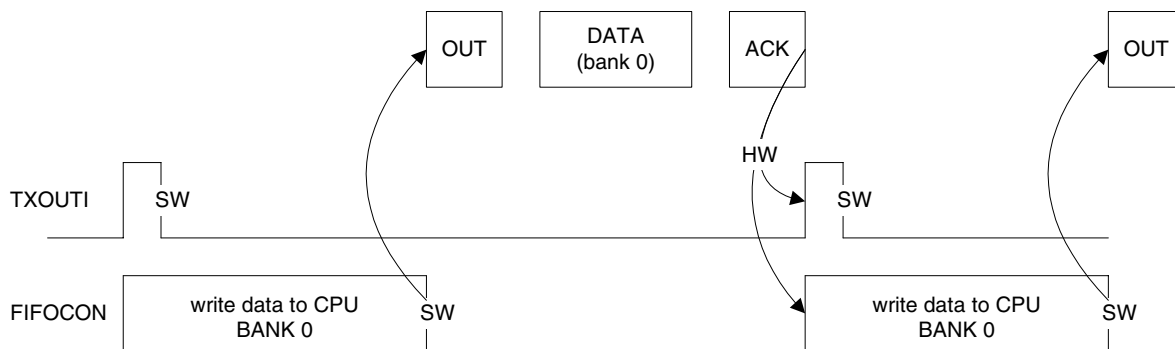 OUT
DATA
(bank 0)
ACK
OUT
HW
TXOUTI
SW
SW
FIFOCON
write data to CPU
BANK 0
SW
write data to CPU
BANK 0
SW